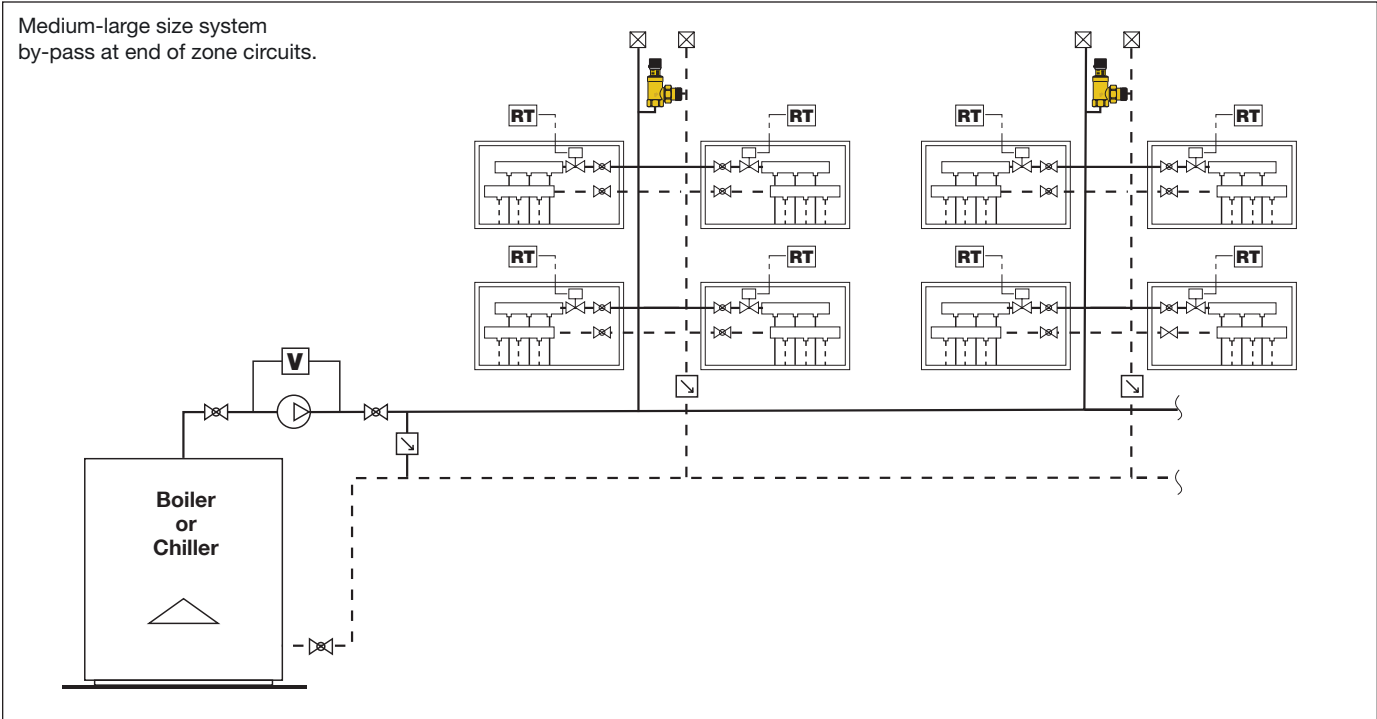 Medium-large size system
by-pass at end of zone circuits.
RT
RT
RT
RT
RT
RT
RT
RT
V
Boiler
or
Chiller